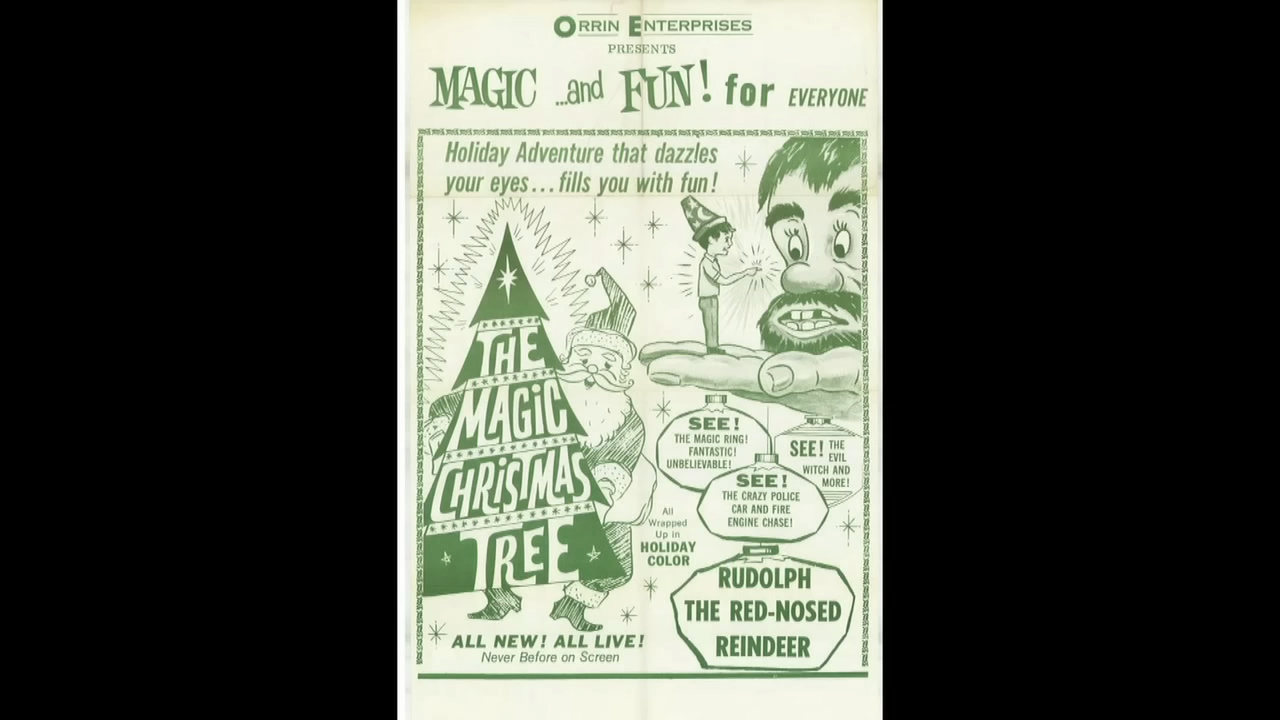 ORRIN ENTERPRISES
PRESENTS
MAGIC ...and FUN! for EVERYONE
Holiday Adventure that dazzles
your eyes...fills you with fun!
THE
MAGIC
CHRISTMAS
TREE
SEE!
THE MAGIC RING!
FANTASTIC!
UNBELIEVABLE!
SEE! THE
EVIL
WITCH AND
MORE!
SEE!
THE CRAZY POLICE
CAR AND FIRE
ENGINE CHASE!
All
Wrapped
Up in
HOLIDAY
COLOR
RUDOLPH
THE RED-NOSED
REINDEER
ALL NEW! ALL LIVE!
Never Before on Screen